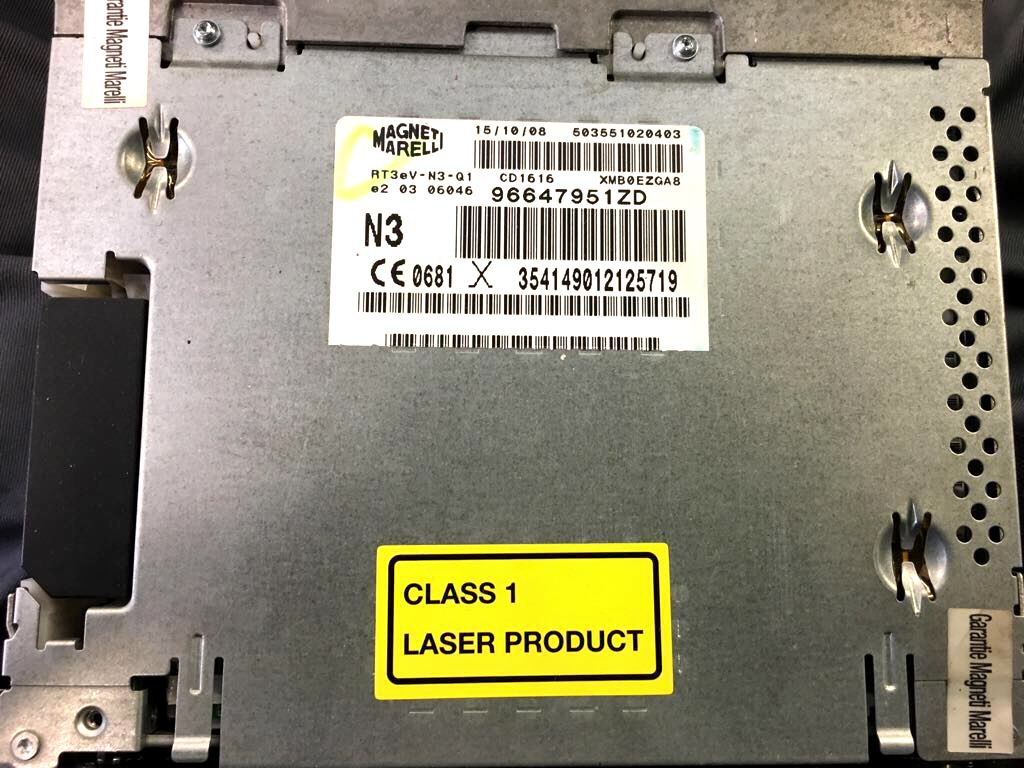 Garantie Magneti Marelli
MAGNETI
MARELLI
15/10/08 503551020403
RT3eV-N3-Q1 CD1616 XMB0EZGA8
e2 03 06046 96647951ZD
N3
CE 0681 X 354149012125719
CLASS 1
LASER PRODUCT
Garantie Magneti Marelli